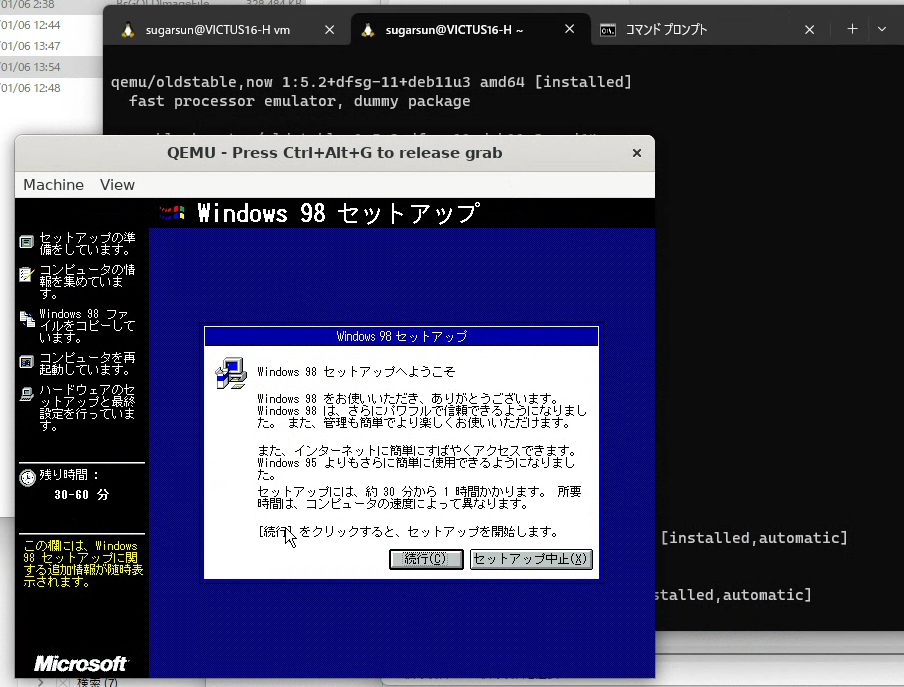 01/06 2:38
01/06 12:44
01/06 13:47
01/06 13:54
01/06 12:48
328,484 KB
sugarsun@VICTUS16-H vm
sugarsun@VICTUS16-H ~
コマンド プロンプト
qemu/oldstable,now 1:5.2+dfsg-11+deb11u3 amd64 [installed]
fast processor emulator, dummy package
QEMU - Press Ctrl+Alt+G to release grab
Machine View
Windows 98 セットアップ
セットアップの準
備をしています。
コンピュータの情
報を集めていま
す。
Windows 98 ファ
イルをコピーして
います。
コンピュータを再
起動しています。
ハードウェアのセ
ットアップと最終
設定を行っていま
す。
残り時間 :
30-60 分
この欄には、Windows
98 セットアップに関
する追加情報が随時表
示されます。
Microsoft
Windows 98 セットアップ
Windows 98 セットアップへようこそ
Windows 98 をお使いいただき、ありがとうございます。
Windows 98 は、さらにパワフルで信頼できるようになりまし
た。 また、管理も簡単でより楽しくお使いいただけます。
また、インターネットに簡単にすばやくアクセスできます。
Windows 95 よりもさらに簡単に使用できるようになりまし
た。
セットアップには、約 30 分から 1 時間かかります。 所要
時間は、コンピュータの速度によって異なります。
[続行] をクリックすると、セットアップを開始します。
続行(C)
セットアップ中止(X)
[installed,automatic]
stalled,automatic]
検索 (7)